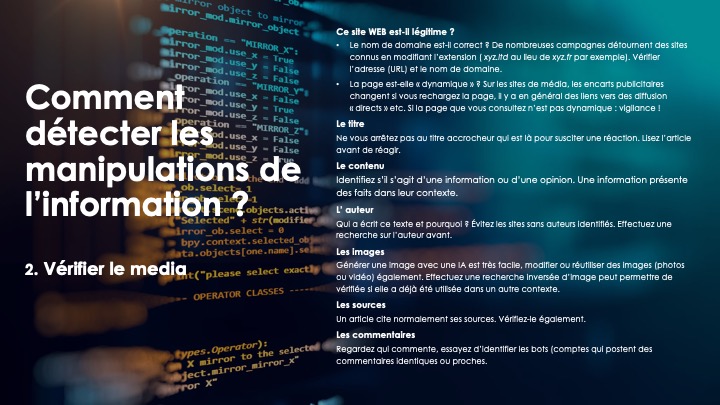 Comment
détecter les
manipulations de
l'information ?
2. Vérifier le media
Ce site WEB est-il légitime ?
• Le nom de domaine est-il correct ? De nombreuses campagnes détournent des sites
connus en modifiant l'extension ( xyz.ltd au lieu de xyz.fr par exemple). Vérifier
l'adresse (URL) et le nom de domaine.
• La page est-elle « dynamique » ? Sur les sites de média, les encarts publicitaires
changent si vous rechargez la page, il y a en général des liens vers des diffusion
« directs » etc. Si la page que vous consultez n'est pas dynamique : vigilance !
Le titre
Ne vous arrêtez pas au titre accrocheur qui est là pour susciter une réaction. Lisez l'article
avant de réagir.
Le contenu
Identifiez s'il s'agit d'une information ou d'une opinion. Une information présente
des faits dans leur contexte.
L' auteur
Qui a écrit ce texte et pourquoi ? Évitez les sites sans auteurs identifiés. Effectuez une
recherche sur l'auteur avant.
Les images
Générer une image avec une IA est très facile, modifier ou réutiliser des images (photos
ou vidéo) également. Effectuez une recherche inversée d'image peut permettre de
vérifiée si elle a déjà été utilisée dans un autre contexte.
Les sources
Un article cite normalement ses sources. Vérifiez-le également.
Les commentaires
Regardez qui commente, essayez d'identifier les bots (comptes qui postent des
commentaires identiques ou proches.
mirror object to mirror
mirror_mod.mirror_object
operation == "MIRROR_X":
mirror_mod.use_x = True
mirror_mod.use_y = False
mirror_mod.use_z = False
operation == "MIRROR_Y":
mirror_mod.use_x = False
mirror_mod.use_y = True
mirror_mod.use_z = False
operation == "MIRROR_Z":
mirror_mod.use_x = False
mirror_mod.use_y = False
mirror_mod.use_z = True
ob.select= 1
"Selected" + str(modifier
mirror_ob.select = 0
bpy.context.selected_ob
data.objects[one.name].sel
int("please select exactly
OPERATOR CLASSES
types.Operator):
X mirror to the selected
ject.mirror_mirror_x"
X"